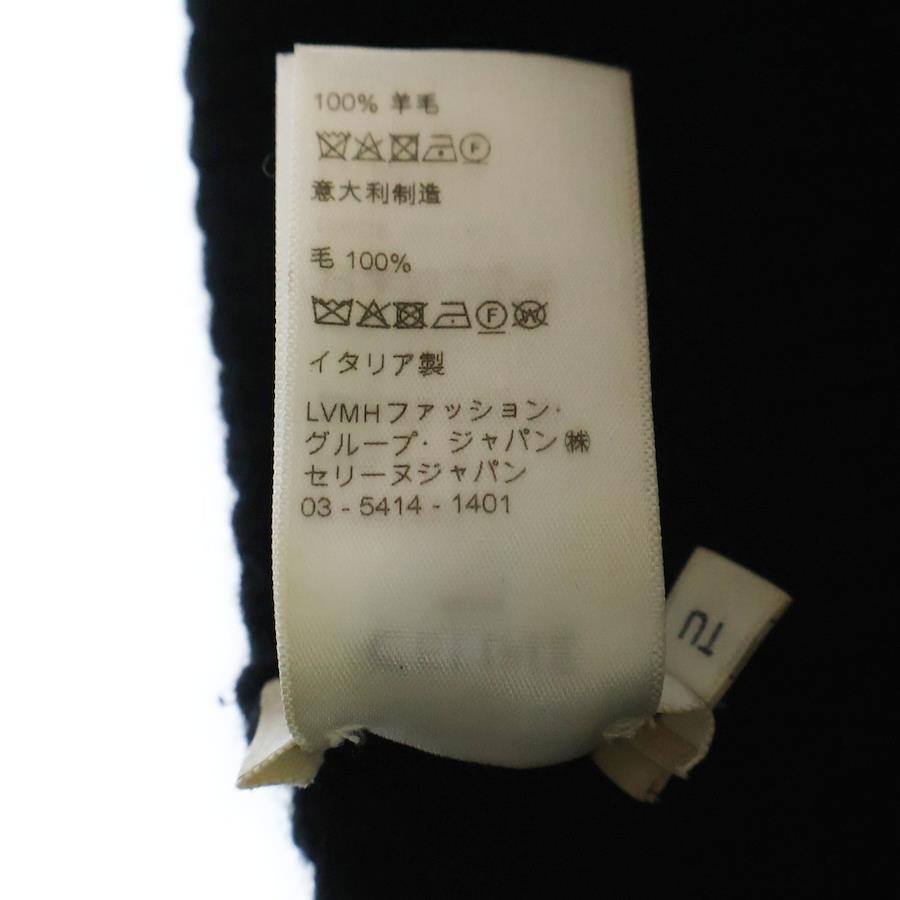 100% 羊毛
F
意大利制造
毛 100%
F W
イタリア製
LVMHファッション・
グループ・ジャパン㈱
セリーヌジャパン
03 - 5414 - 1401
TU